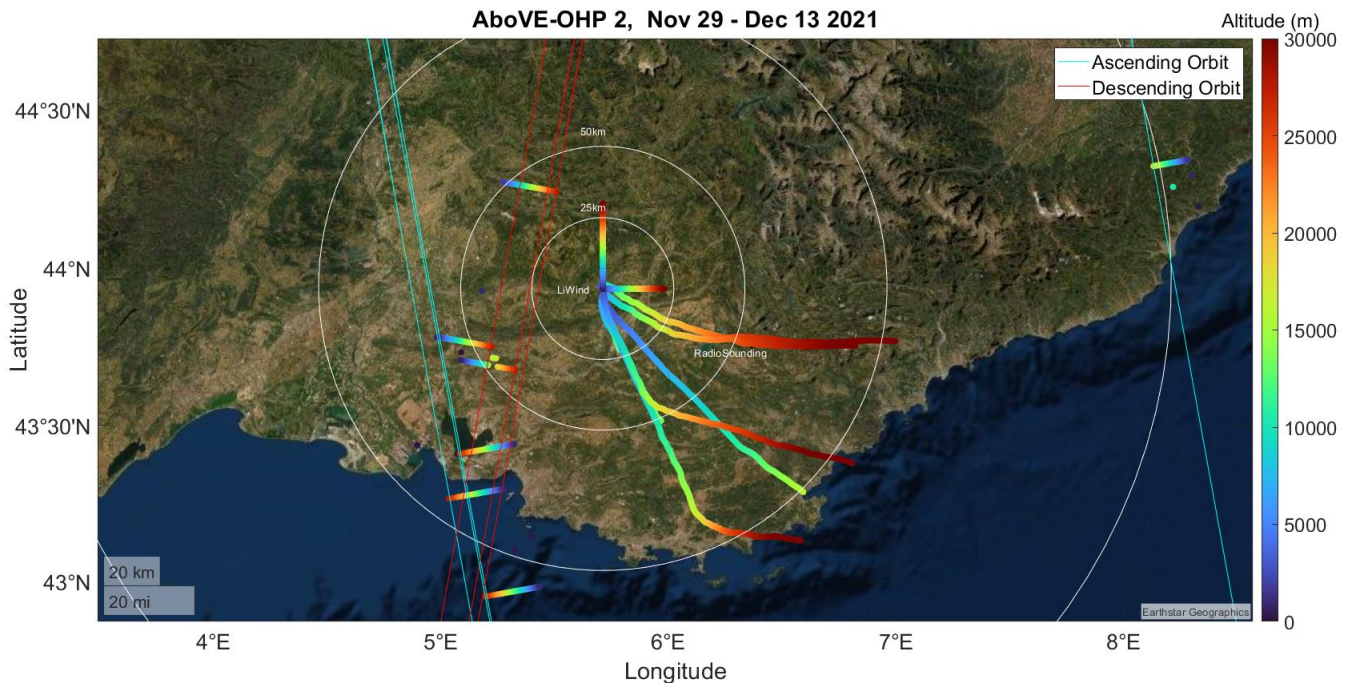 AboVE-OHP 2,  Nov 29 - Dec 13 2021
Altitude (m)
30000
25000
20000
15000
10000
5000
0
Ascending Orbit
Descending Orbit
44°30'N
44°N
43°30'N
43°N
Latitude
50km
25km
LiWind
RadioSounding
20 km
20 mi
Earthstar Geographics
4°E
5°E
6°E
7°E
8°E
Longitude